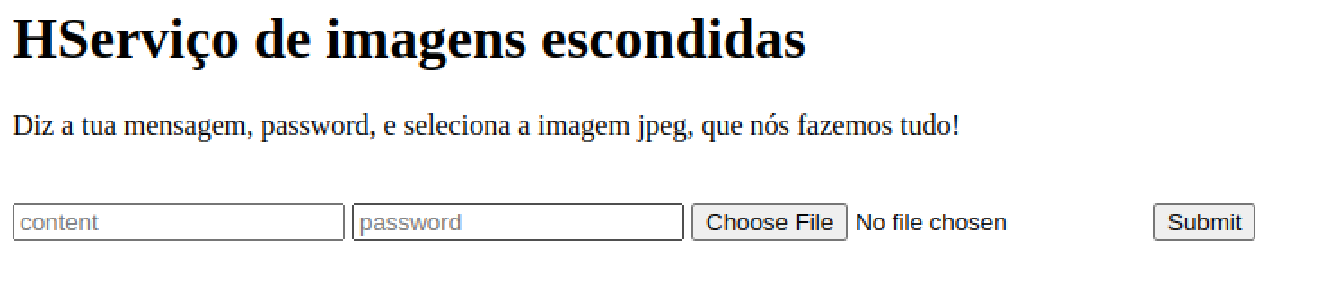 HServiço de imagens escondidas
Diz a tua mensagem, password, e seleciona a imagem jpeg, que nós fazemos tudo!
content password Choose File No file chosen Submit